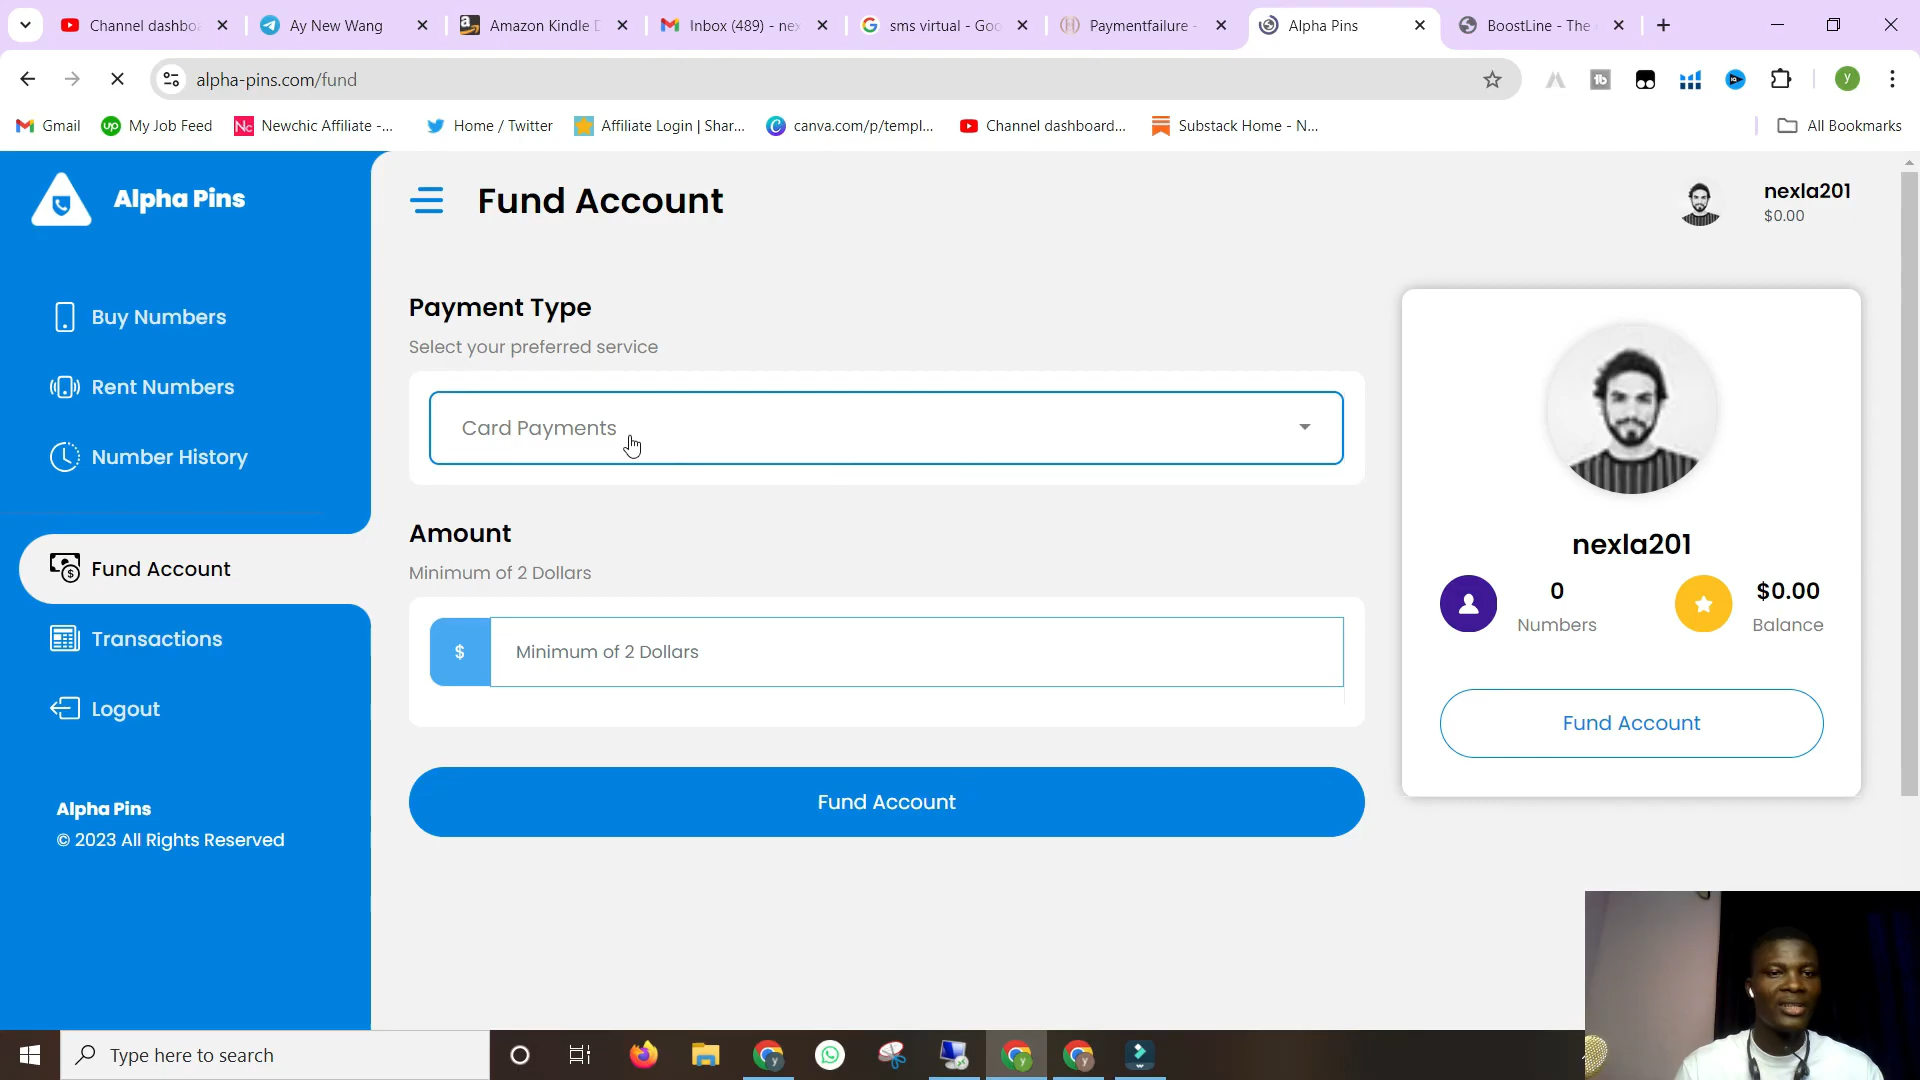 Channel dashbo
Ay New Wang
Amazon Kindle D
Inbox (489) - nex
sms virtual - Goo
Paymentfailure -
Alpha Pins
BoostLine - The
alpha-pins.com/fund
Gmail
My Job Feed
Newchic Affiliate -...
Home / Twitter
Affiliate Login | Shar...
canva.com/p/templ...
Channel dashboard...
Substack Home - N...
All Bookmarks
Alpha Pins
Fund Account
nexla201
$0.00
Buy Numbers
Rent Numbers
Number History
Fund Account
Transactions
Logout
Alpha Pins
© 2023 All Rights Reserved
Payment Type
Select your preferred service
Card Payments
Amount
Minimum of 2 Dollars
$
Minimum of 2 Dollars
Fund Account
nexla201
0
Numbers
$0.00
Balance
Fund Account
Type here to search